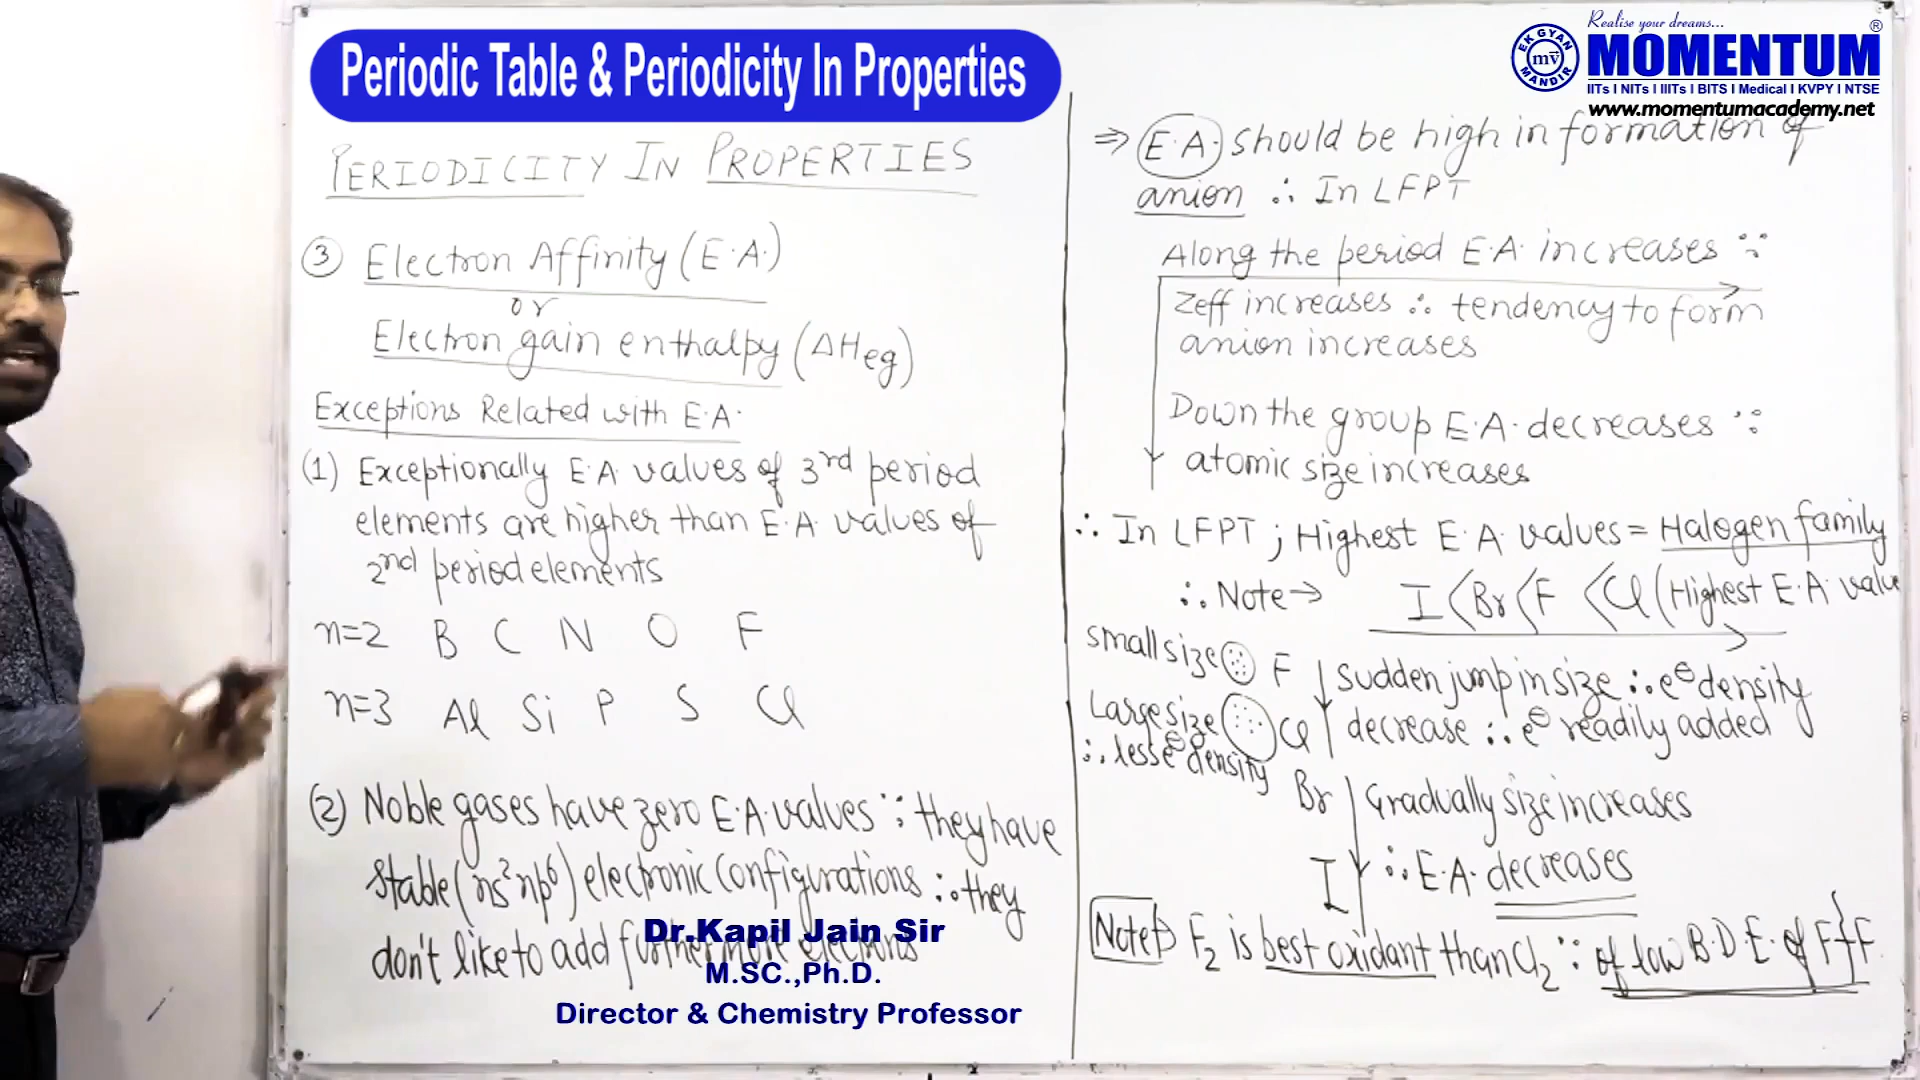 Periodic Table & Periodicity In Properties
Realise your dreams...
EK GYAN MANDIR
mv
MOMENTUM®
IITs I NITs I IIITs I BITS I Medical I KVPY I NTSE
www.momentumacademy.net
PERIODICITY IN PROPERTIES
③ Electron Affinity (E.A.)
or
Electron gain enthalpy (ΔHeg)
Exceptions Related with E.A.
(1) Exceptionally E.A. values of 3rd period
elements are higher than E.A. values of
2nd period elements
n=2 B C N O F
n=3 Al Si P S Cl
(2) Noble gases have zero E.A. values ∵ they have
stable (ns²np⁶) electronic configurations ∴ they
don't like to add further more electrons
Dr.Kapil Jain Sir
M.SC.,Ph.D.
Director & Chemistry Professor
⇒ E.A. should be high in formation of
anion ∴ In LFPT
Along the period E.A. increases ∵
Zeff increases ∴ tendency to form
anion increases
Down the group E.A. decreases ∵
atomic size increases
∴ In LFPT ; Highest E.A. values = Halogen family
∴ Note → I < Br < F < Cl (Highest E.A. value
small size F Sudden jump in size ∴ e⊖ density
Large size Cl decrease ∴ e⊖ readily added
∴ less e⊖ density
Br Gradually size increases
I ∴ E.A. decreases
Note → F₂ is best oxidant than Cl₂ ∵ of low B.D.E. of F-F